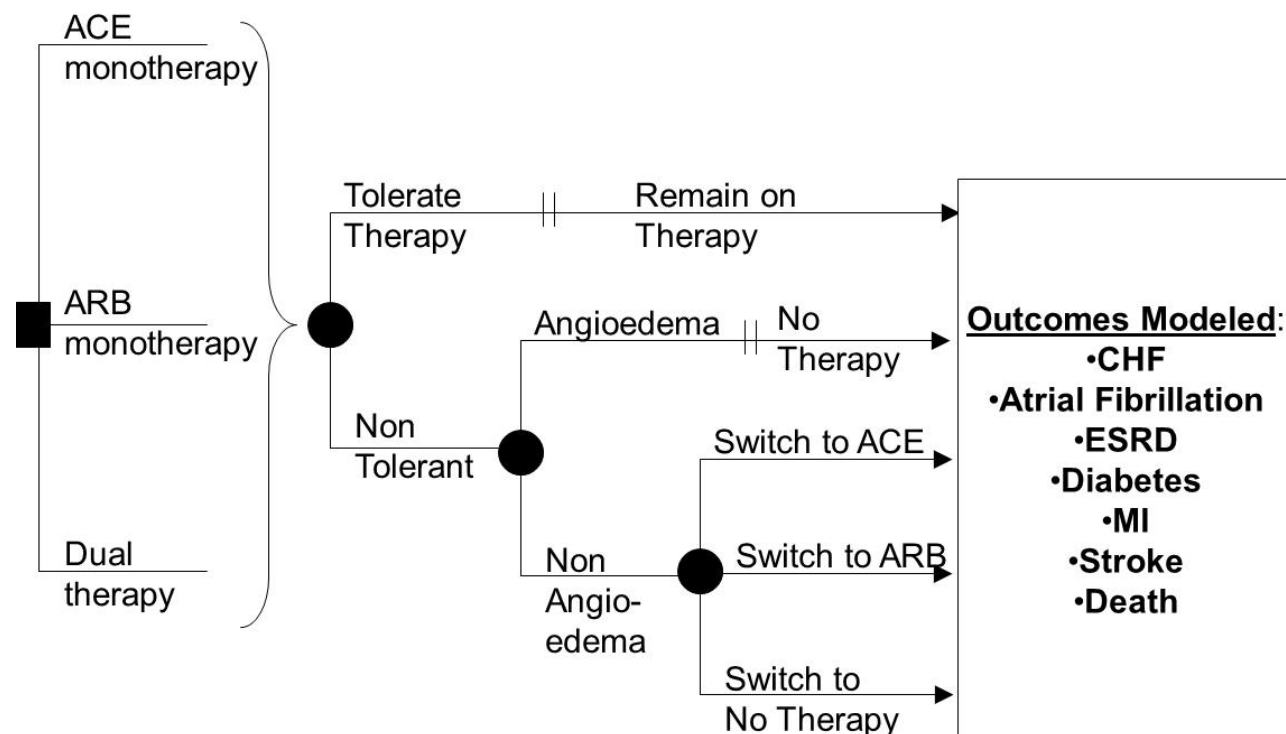 ACE
monotherapy
ARB
monotherapy
Dual
therapy
Tolerate
Therapy
Remain on
Therapy
Non
Tolerant
Angioedema
No
Therapy
Non
Angio-
edema
Switch to ACE
Switch to ARB
Switch to
No Therapy
Outcomes Modeled:
•CHF
•Atrial Fibrillation
•ESRD
•Diabetes
•MI
•Stroke
•Death